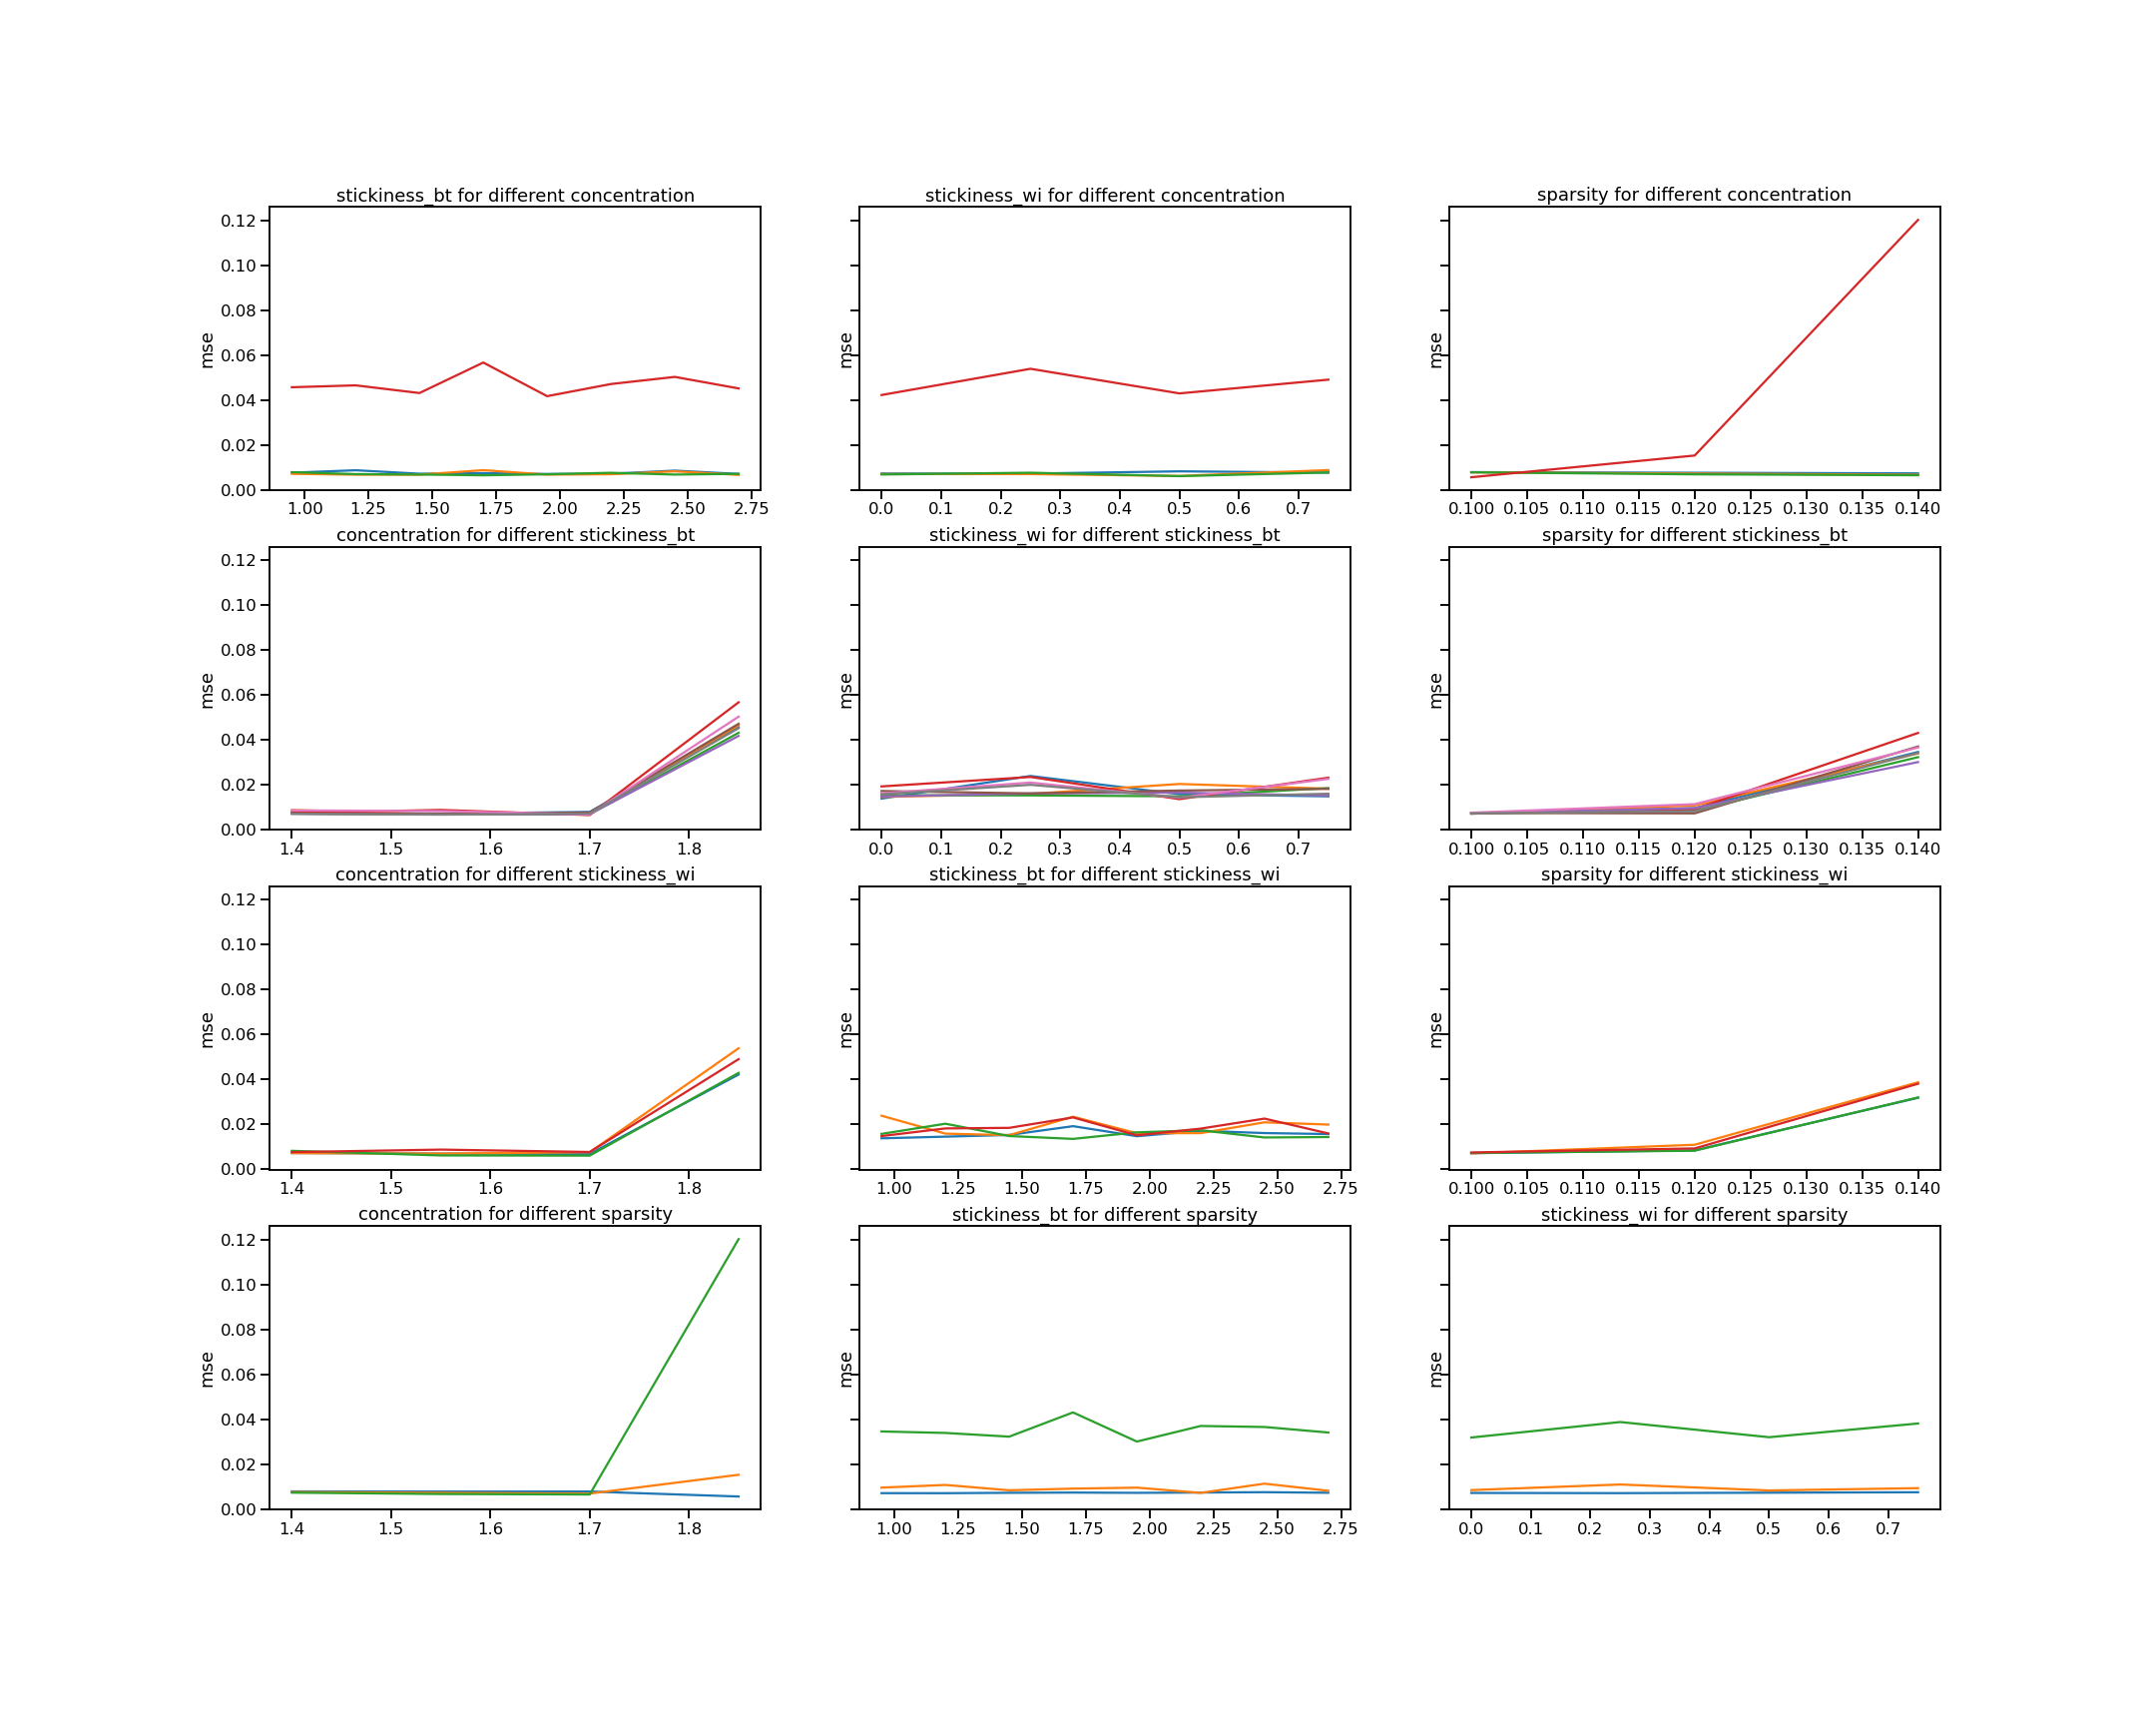 stickiness_bt for different concentration
stickiness_wi for different concentration
sparsity for different concentration
mse
0.12
0.10
0.08
0.06
0.04
0.02
0.00
1.00 1.25 1.50 1.75 2.00 2.25 2.50 2.75
mse
0.0 0.1 0.2 0.3 0.4 0.5 0.6 0.7
mse
0.100 0.105 0.110 0.115 0.120 0.125 0.130 0.135 0.140
concentration for different stickiness_bt
stickiness_wi for different stickiness_bt
sparsity for different stickiness_bt
mse
0.12
0.10
0.08
0.06
0.04
0.02
0.00
1.4 1.5 1.6 1.7 1.8
mse
0.0 0.1 0.2 0.3 0.4 0.5 0.6 0.7
mse
0.100 0.105 0.110 0.115 0.120 0.125 0.130 0.135 0.140
concentration for different stickiness_wi
stickiness_bt for different stickiness_wi
sparsity for different stickiness_wi
mse
0.12
0.10
0.08
0.06
0.04
0.02
0.00
1.4 1.5 1.6 1.7 1.8
mse
1.00 1.25 1.50 1.75 2.00 2.25 2.50 2.75
mse
0.100 0.105 0.110 0.115 0.120 0.125 0.130 0.135 0.140
concentration for different sparsity
stickiness_bt for different sparsity
stickiness_wi for different sparsity
mse
0.12
0.10
0.08
0.06
0.04
0.02
0.00
1.4 1.5 1.6 1.7 1.8
mse
1.00 1.25 1.50 1.75 2.00 2.25 2.50 2.75
mse
0.0 0.1 0.2 0.3 0.4 0.5 0.6 0.7